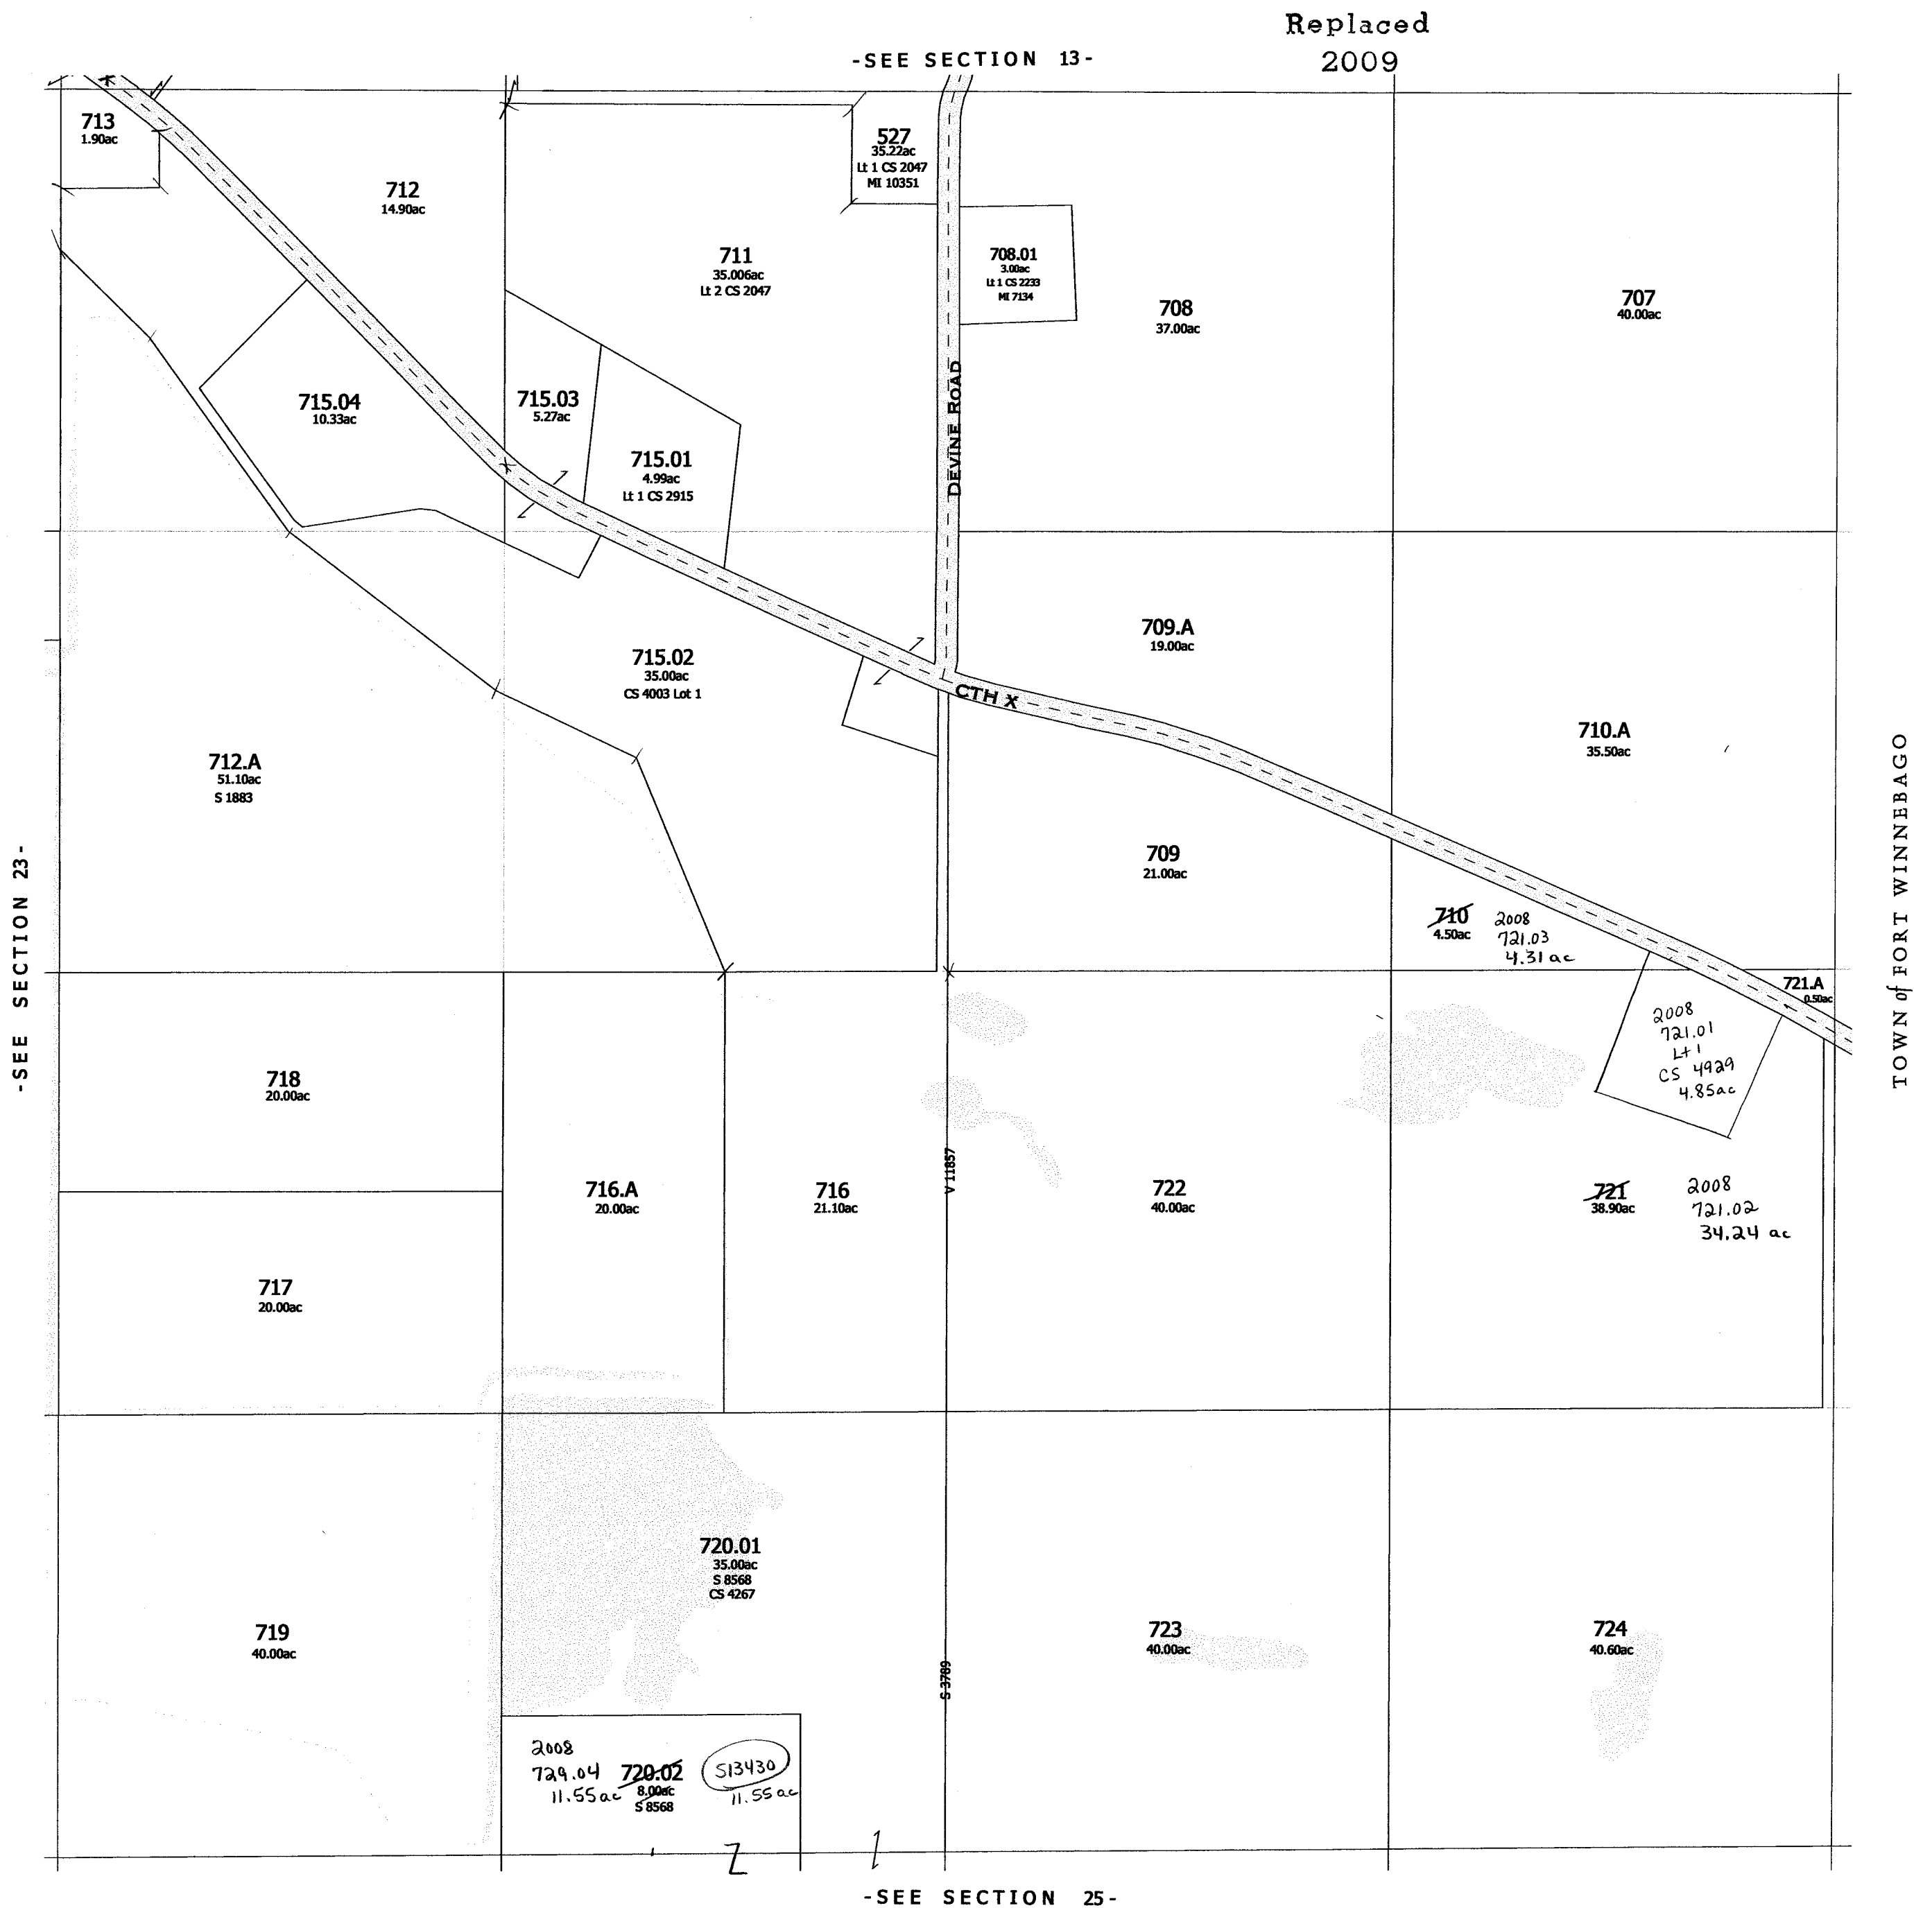 Replaced
2009
-SEE SECTION 13-
713
1.90ac
712
14.90ac
527
35.22ac
Lt 1 CS 2047
MI 10351
711
35.006ac
Lt 2 CS 2047
708.01
3.00ac
Lt 1 CS 2233
MI 7134
708
37.00ac
707
40.00ac
715.04
10.33ac
715.03
5.27ac
715.01
4.99ac
Lt 1 CS 2915
DEVINE ROAD
709.A
19.00ac
715.02
35.00ac
CS 4003 Lot 1
CTH X
710.A
35.50ac
712.A
51.10ac
S 1883
709
21.00ac
710
4.50ac
2008
721.03
4.31 ac
-SEE SECTION 23-
TOWN of FORT WINNEBAGO
721.A
0.50ac
2008
721.01
Lt 1
CS 4929
4.85ac
718
20.00ac
716.A
20.00ac
716
21.10ac
V 11857
722
40.00ac
721
38.90ac
2008
721.02
34.24 ac
717
20.00ac
720.01
35.00ac
S 8568
CS 4267
719
40.00ac
S 3789
723
40.00ac
724
40.60ac
2008
729.04
11.55ac
720.02
8.00ac
S 8568
S13430
11.55 ac
-SEE SECTION 25-